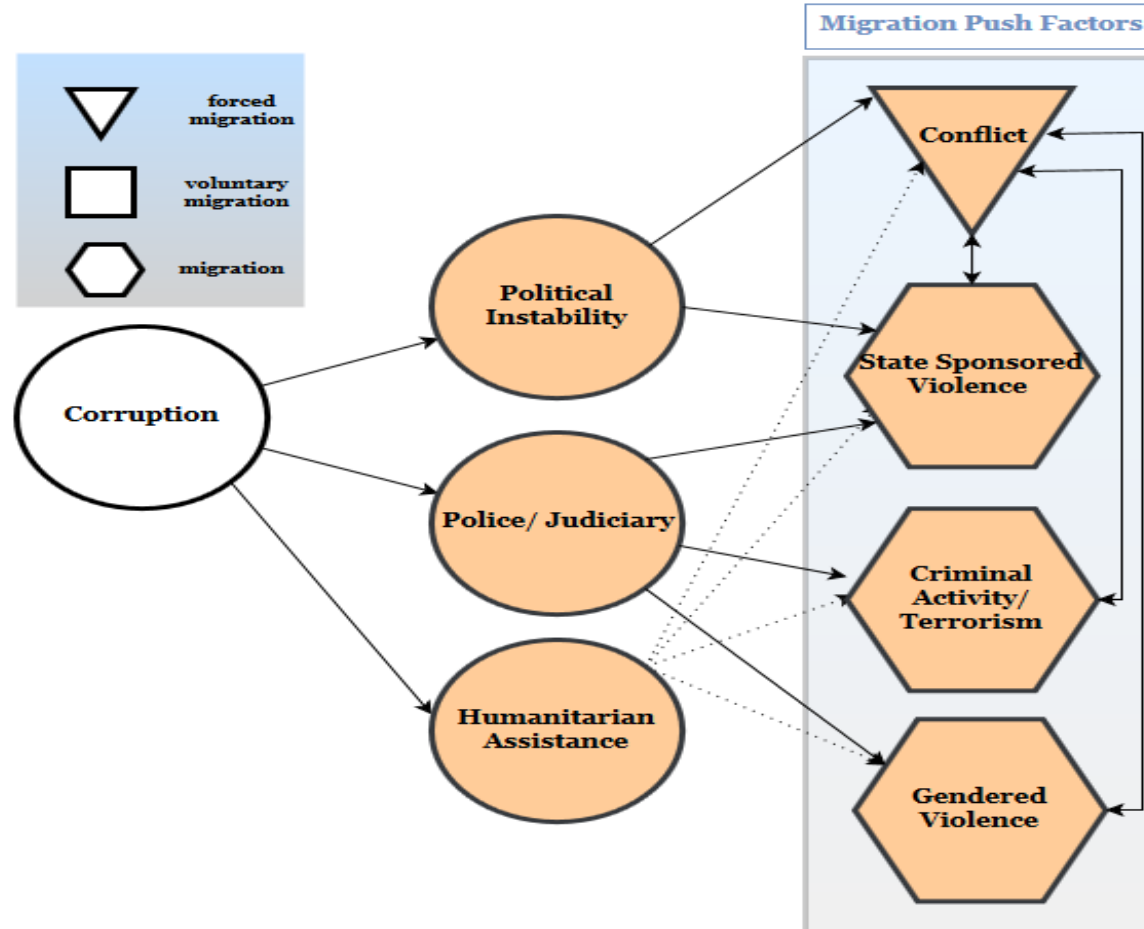 Migration Push Factors
forced
migration
voluntary
migration
migration
Corruption
Political
Instability
Police/ Judiciary
Humanitarian
Assistance
Conflict
State Sponsored
Violence
Criminal
Activity/
Terrorism
Gendered
Violence